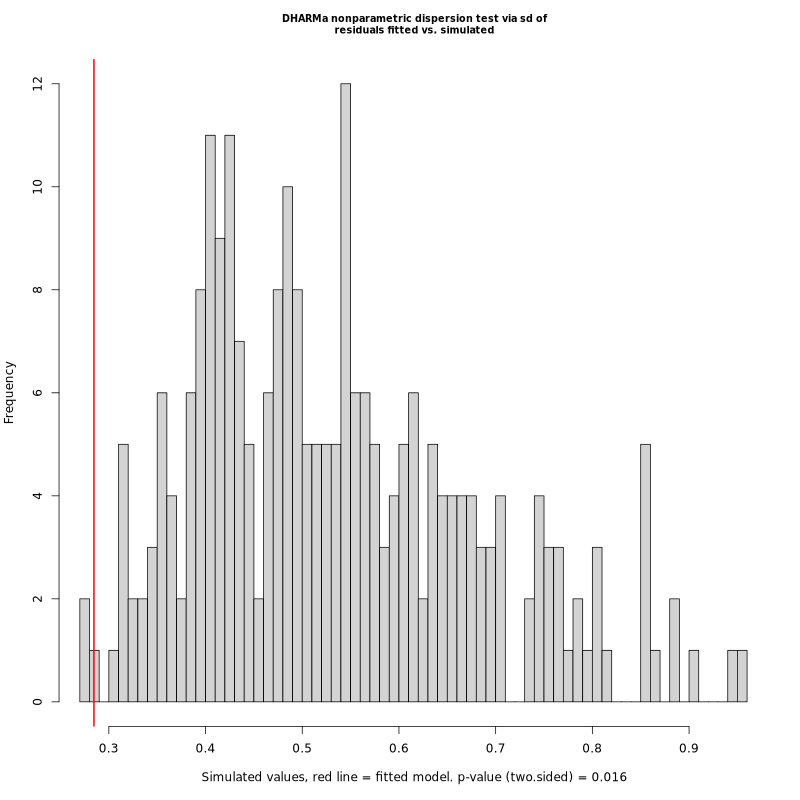 DHARMa nonparametric dispersion test via sd of
residuals fitted vs. simulated
12
10
8
6
4
2
0
Frequency
0.3 0.4 0.5 0.6 0.7 0.8 0.9
Simulated values, red line = fitted model. p-value (two.sided) = 0.016